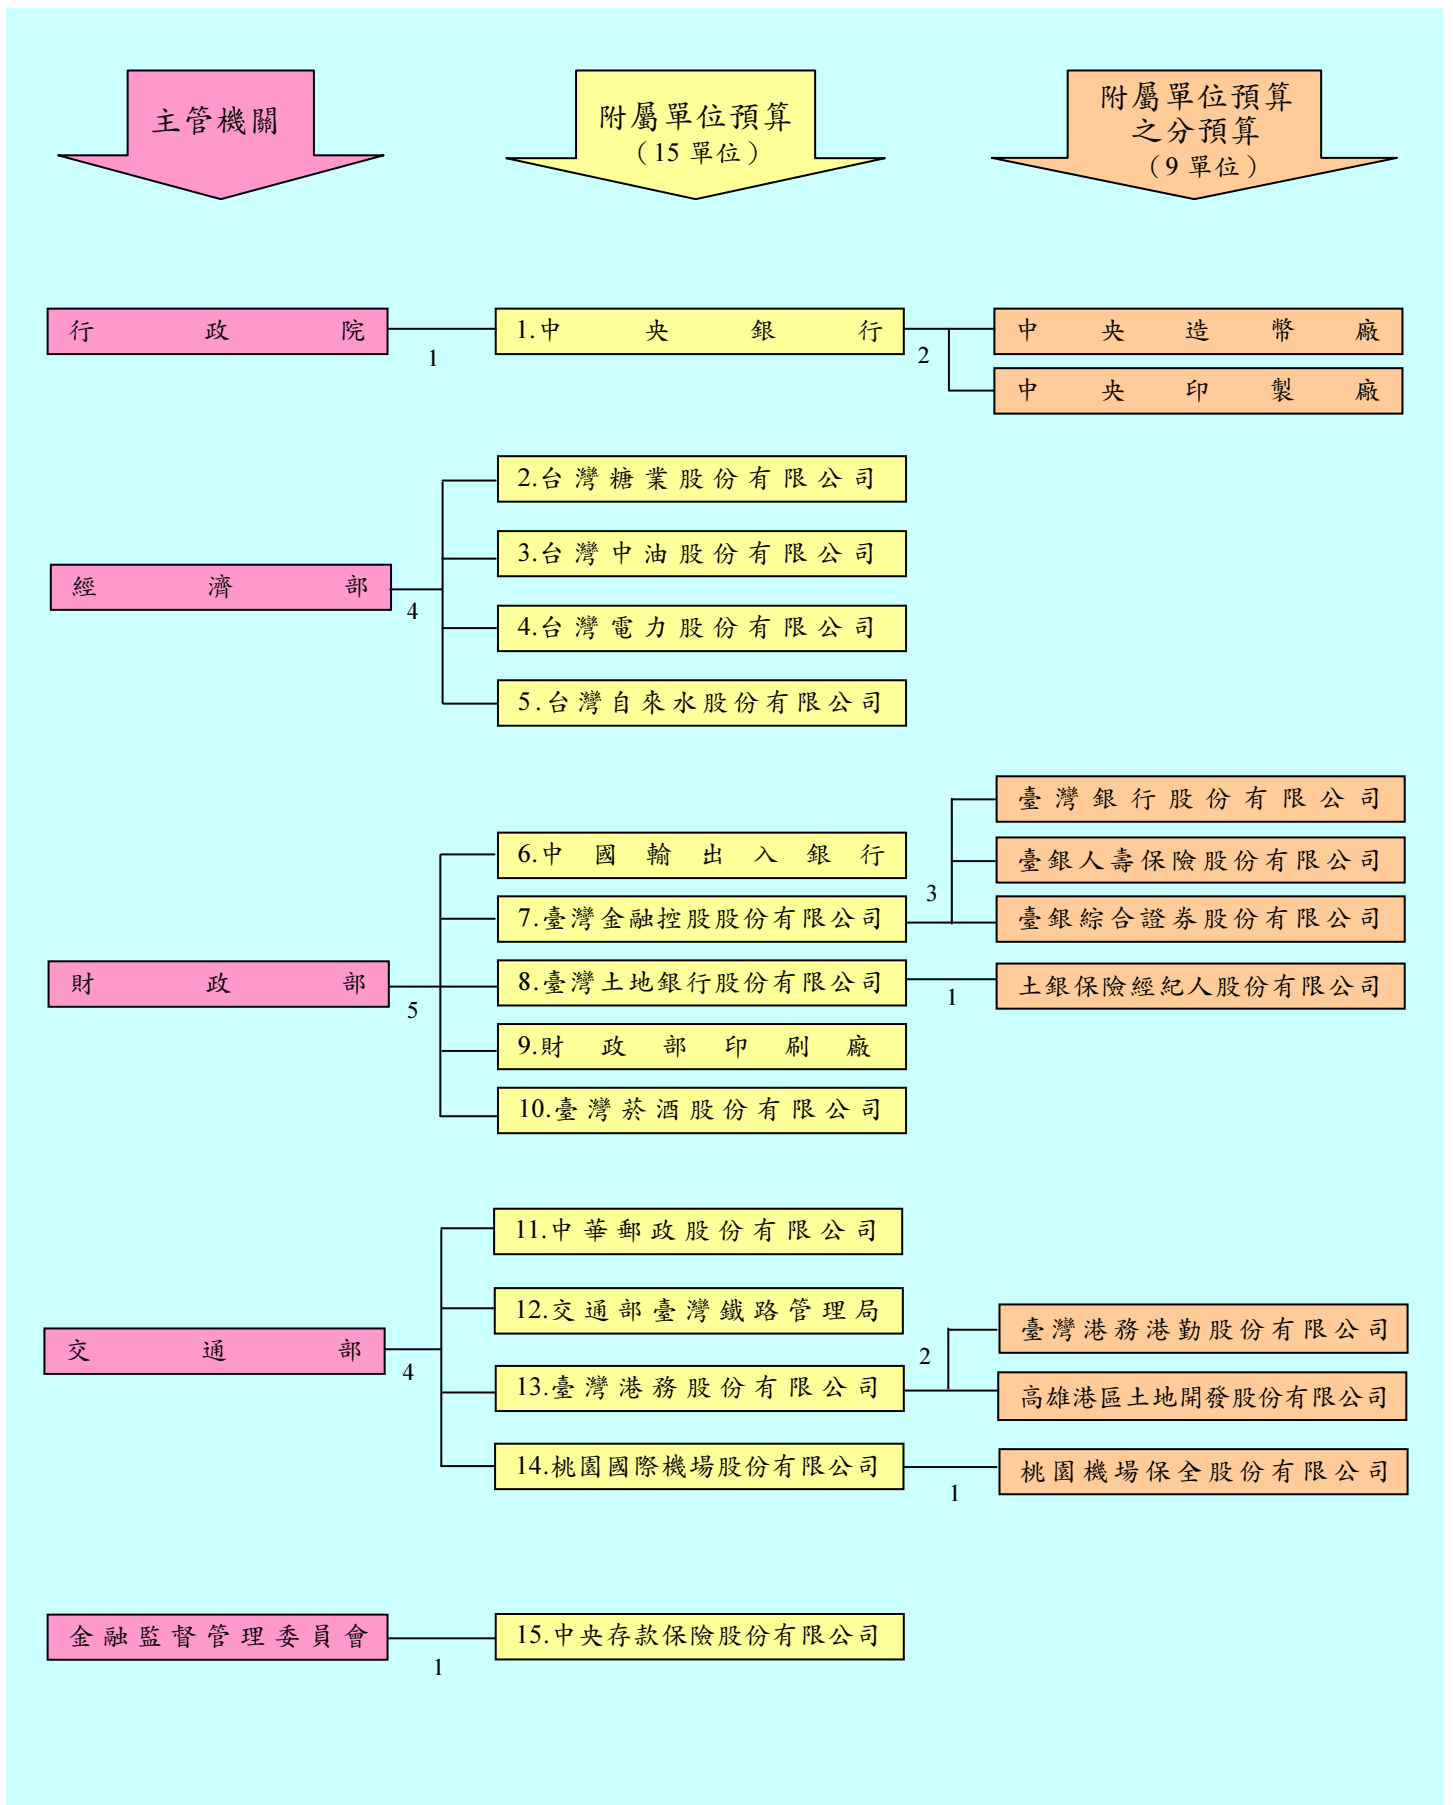 主管機關
附屬單位預算
（15 單位）
附屬單位預算
之分預算
（9 單位）
行政院
1
1.中央銀行
2
中央造幣廠
中央印製廠
經濟部
4
2.台灣糖業股份有限公司
3.台灣中油股份有限公司
4.台灣電力股份有限公司
5.台灣自來水股份有限公司
財政部
5
6.中國輸出入銀行
7.臺灣金融控股股份有限公司
3
臺灣銀行股份有限公司
臺銀人壽保險股份有限公司
臺銀綜合證券股份有限公司
8.臺灣土地銀行股份有限公司
1
土銀保險經紀人股份有限公司
9.財政部印刷廠
10.臺灣菸酒股份有限公司
交通部
4
11.中華郵政股份有限公司
12.交通部臺灣鐵路管理局
13.臺灣港務股份有限公司
2
臺灣港務港勤股份有限公司
高雄港區土地開發股份有限公司
14.桃園國際機場股份有限公司
1
桃園機場保全股份有限公司
金融監督管理委員會
1
15.中央存款保險股份有限公司